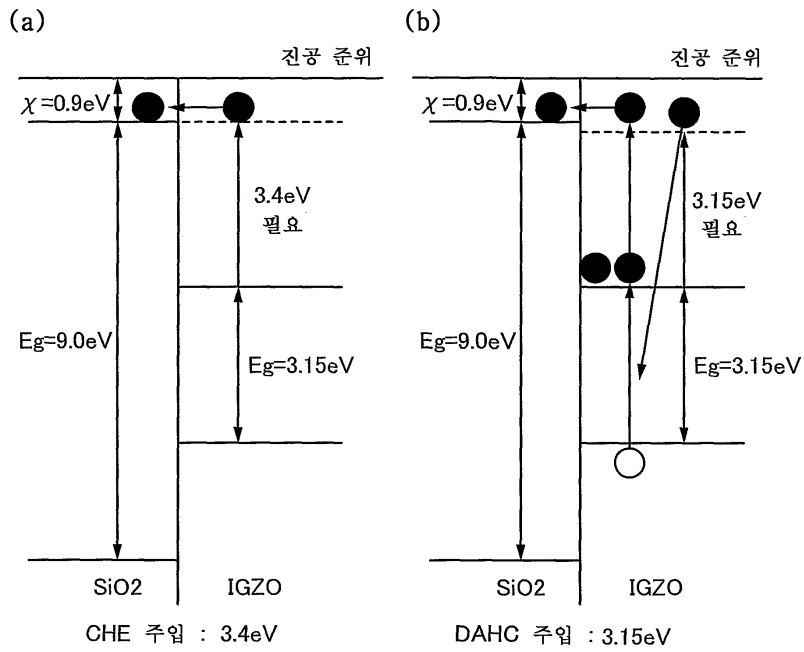 (a)
진공 준위
χ=0.9eV
3.4eV
필요
Eg=9.0eV
Eg=3.15eV
SiO2
IGZO
CHE 주입 : 3.4eV
(b)
진공 준위
χ=0.9eV
3.15eV
필요
Eg=9.0eV
Eg=3.15eV
SiO2
IGZO
DAHC 주입 : 3.15eV